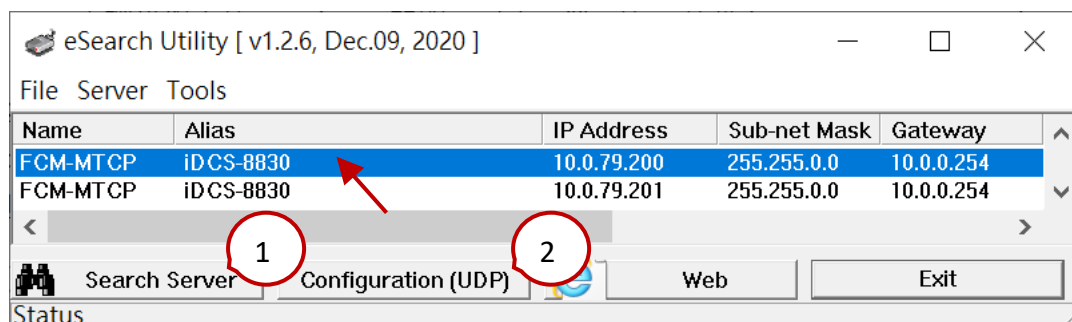 eSearch Utility [ v1.2.6, Dec.09, 2020 ]
File Server Tools
Name Alias IP Address Sub-net Mask Gateway
FCM-MTCP iDCS-8830 10.0.79.200 255.255.0.0 10.0.0.254
FCM-MTCP iDCS-8830 10.0.79.201 255.255.0.0 10.0.0.254
1 2
Search Server Configuration (UDP) Web Exit
Status